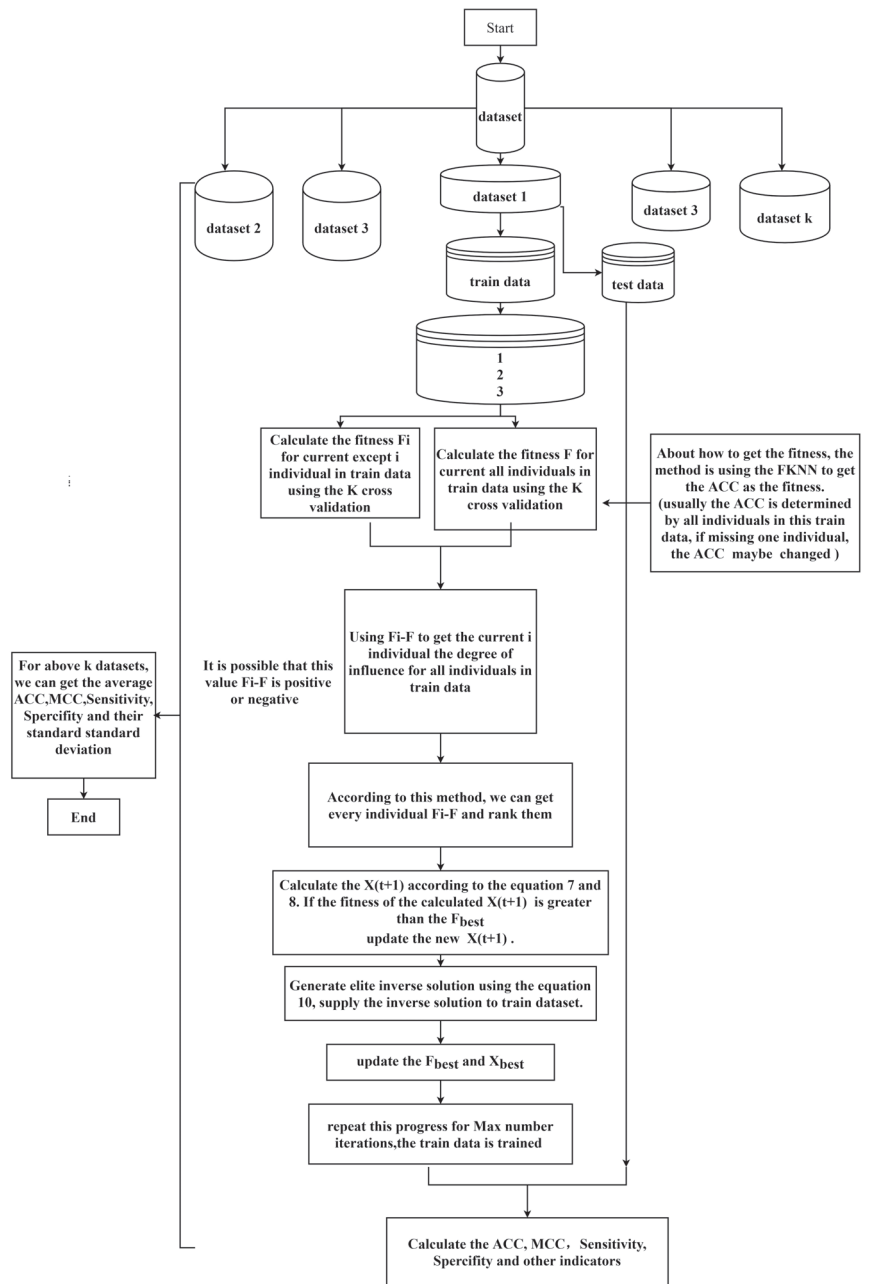 Start
dataset
dataset 2
dataset 3
dataset 1
dataset 3
dataset k
train data
test data
1
2
3
Calculate the fitness Fi
for current except i
individual in train data
using the K cross
validation
Calculate the fitness F for
current all individuals in
train data using the K
cross validation
About how to get the fitness, the
method is using the FKNN to get
the ACC as the fitness.
(usually the ACC is determined
by all individuals in this train
data, if missing one individual,
the ACC maybe changed )
Using Fi-F to get the current i
individual the degree of
influence for all individuals in
train data
It is possible that this
value Fi-F is positive
or negative
For above k datasets,
we can get the average
ACC,MCC,Sensitivity,
Spercifity and their
standard standard
deviation
End
According to this method, we can get
every individual Fi-F and rank them
Calculate the X(t+1) according to the equation 7 and
8. If the fitness of the calculated X(t+1) is greater
than the Fbest
update the new X(t+1) .
Generate elite inverse solution using the equation
10, supply the inverse solution to train dataset.
update the Fbest and Xbest
repeat this progress for Max number
iterations,the train data is trained
Calculate the ACC, MCC，Sensitivity,
Spercifity and other indicators